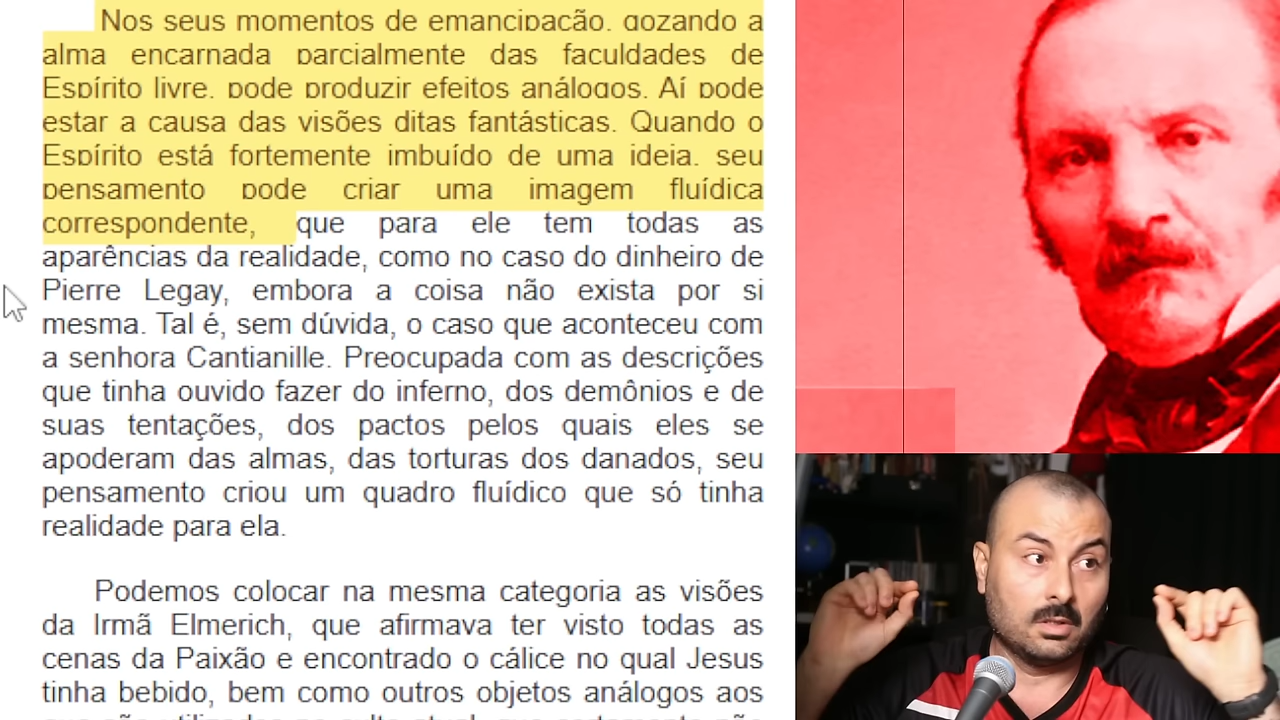 Nos seus momentos de emancipação, gozando a
alma encarnada parcialmente das faculdades de
Espírito livre, pode produzir efeitos análogos. Aí pode
estar a causa das visões ditas fantásticas. Quando o
Espírito está fortemente imbuído de uma ideia, seu
pensamento pode criar uma imagem fluídica
correspondente, que para ele tem todas as
aparências da realidade, como no caso do dinheiro de
Pierre Legay, embora a coisa não exista por si
mesma. Tal é, sem dúvida, o caso que aconteceu com
a senhora Cantianille. Preocupada com as descrições
que tinha ouvido fazer do inferno, dos demônios e de
suas tentações, dos pactos pelos quais eles se
apoderam das almas, das torturas dos danados, seu
pensamento criou um quadro fluídico que só tinha
realidade para ela.
Podemos colocar na mesma categoria as visões
da Irmã Elmerich, que afirmava ter visto todas as
cenas da Paixão e encontrado o cálice no qual Jesus
tinha bebido, bem como outros objetos análogos aos